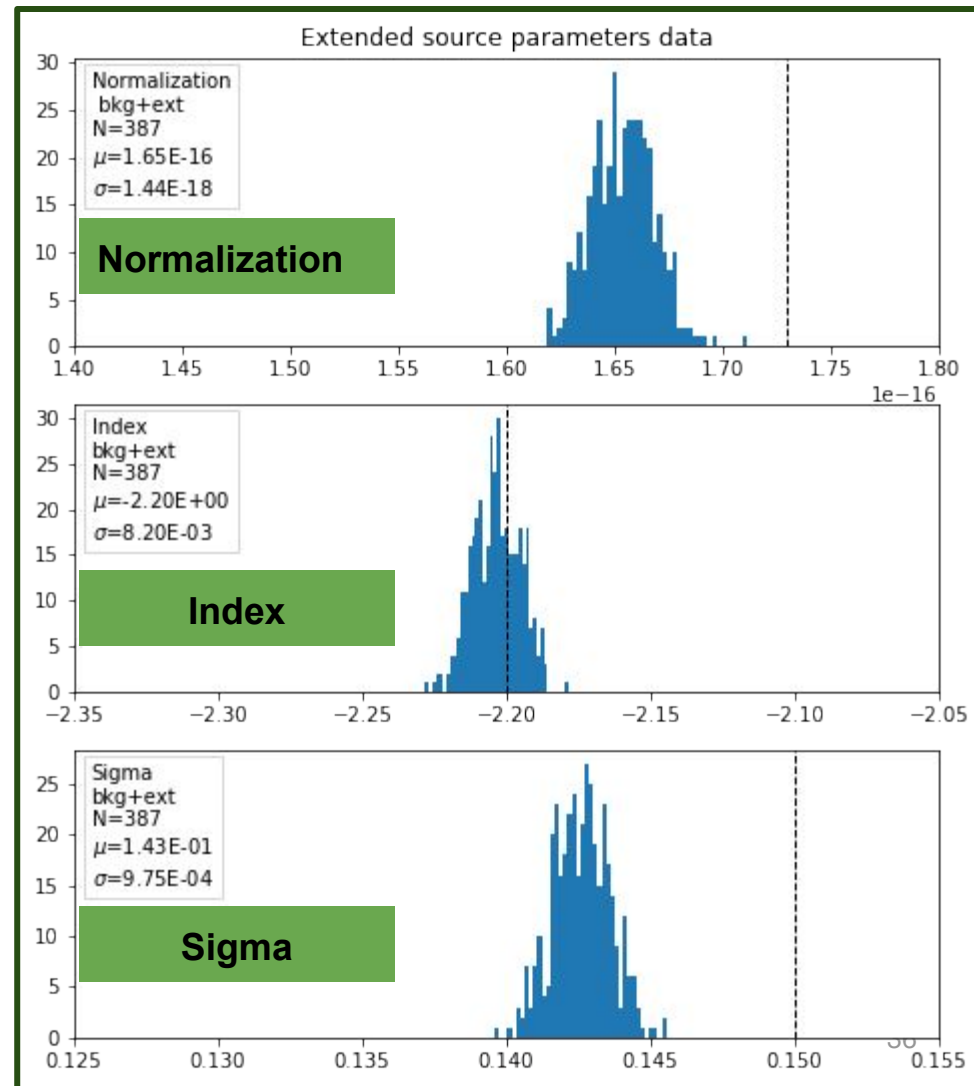 Extended source parameters data
30
25
20
15
10
5
0
Normalization
bkg+ext
N=387
μ=1.65E-16
σ=1.44E-18
Normalization
1.40 1.45 1.50 1.55 1.60 1.65 1.70 1.75 1.80
1e−16
30
25
20
15
10
5
0
Index
bkg+ext
N=387
μ=-2.20E+00
σ=8.20E-03
Index
−2.35 −2.30 −2.25 −2.20 −2.15 −2.10 −2.05
25
20
15
10
5
0
Sigma
bkg+ext
N=387
μ=1.43E-01
σ=9.75E-04
Sigma
0.125 0.130 0.135 0.140 0.145 0.150 0.155